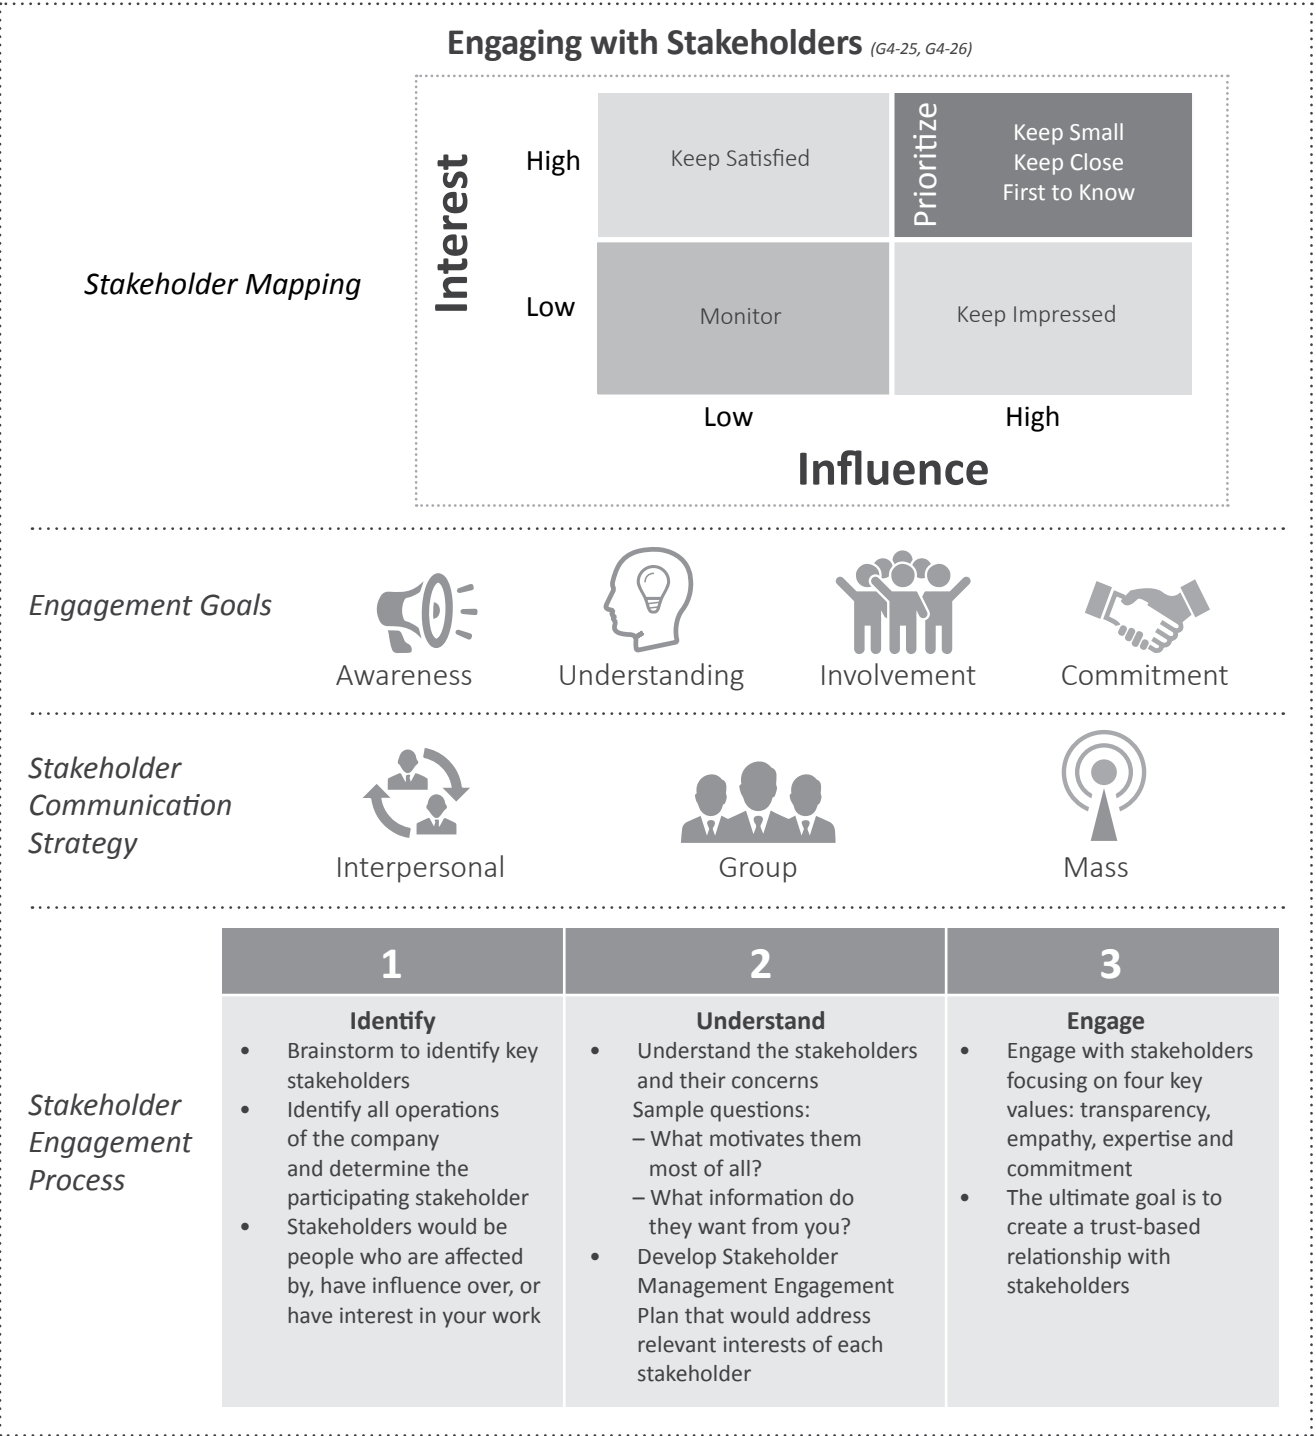 Engaging with Stakeholders (G4-25, G4-26)
Stakeholder Mapping
Interest
High
Low
Keep Satisfied
Prioritize
Keep Small
Keep Close
First to Know
Monitor
Keep Impressed
Low
High
Influence
Engagement Goals
Awareness
Understanding
Involvement
Commitment
Stakeholder
Communication
Strategy
Interpersonal
Group
Mass
Stakeholder
Engagement
Process
1
Identify
• Brainstorm to identify key
stakeholders
• Identify all operations
of the company
and determine the
participating stakeholder
• Stakeholders would be
people who are affected
by, have influence over, or
have interest in your work
2
Understand
• Understand the stakeholders
and their concerns
Sample questions:
– What motivates them
most of all?
– What information do
they want from you?
• Develop Stakeholder
Management Engagement
Plan that would address
relevant interests of each
stakeholder
3
Engage
• Engage with stakeholders
focusing on four key
values: transparency,
empathy, expertise and
commitment
• The ultimate goal is to
create a trust-based
relationship with
stakeholders